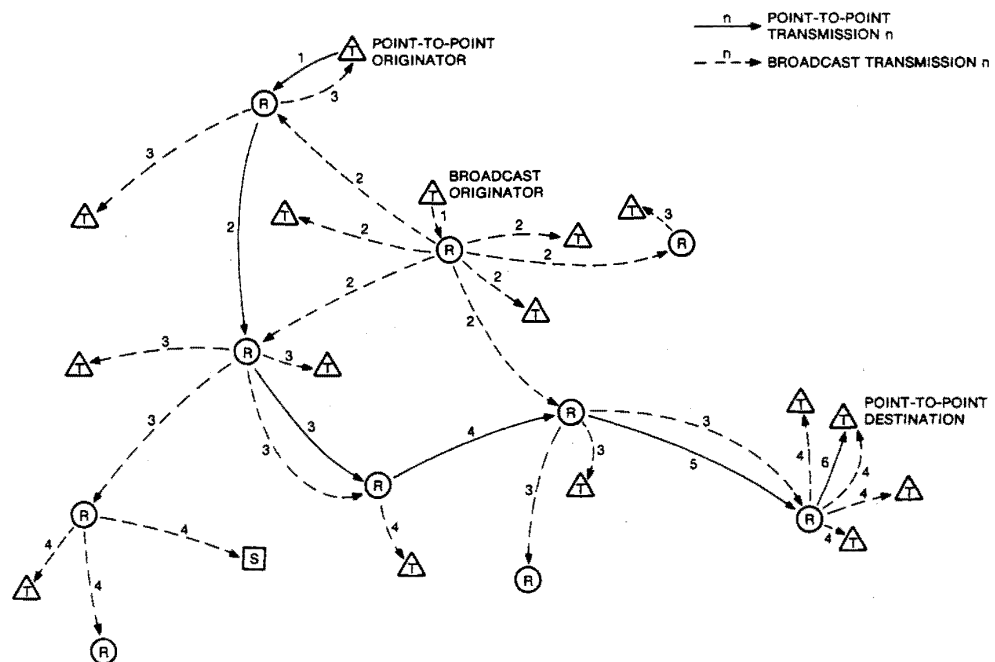 n POINT-TO-POINT
TRANSMISSION n
n BROADCAST TRANSMISSION n
T POINT-TO-POINT
ORIGINATOR
1
3
R
3
2
BROADCAST
ORIGINATOR
T
1
T
T
2
T
3
R
2
2
T
R
2
2
2
2
T
2
T
3
R
3
T
3
3
3
4
R
3
T
POINT-TO-POINT
DESTINATION
T
5
4
6
4
R
3
3
T
4
T
R
4
T
R
4
4
S
4
T
R
4
T
4
R